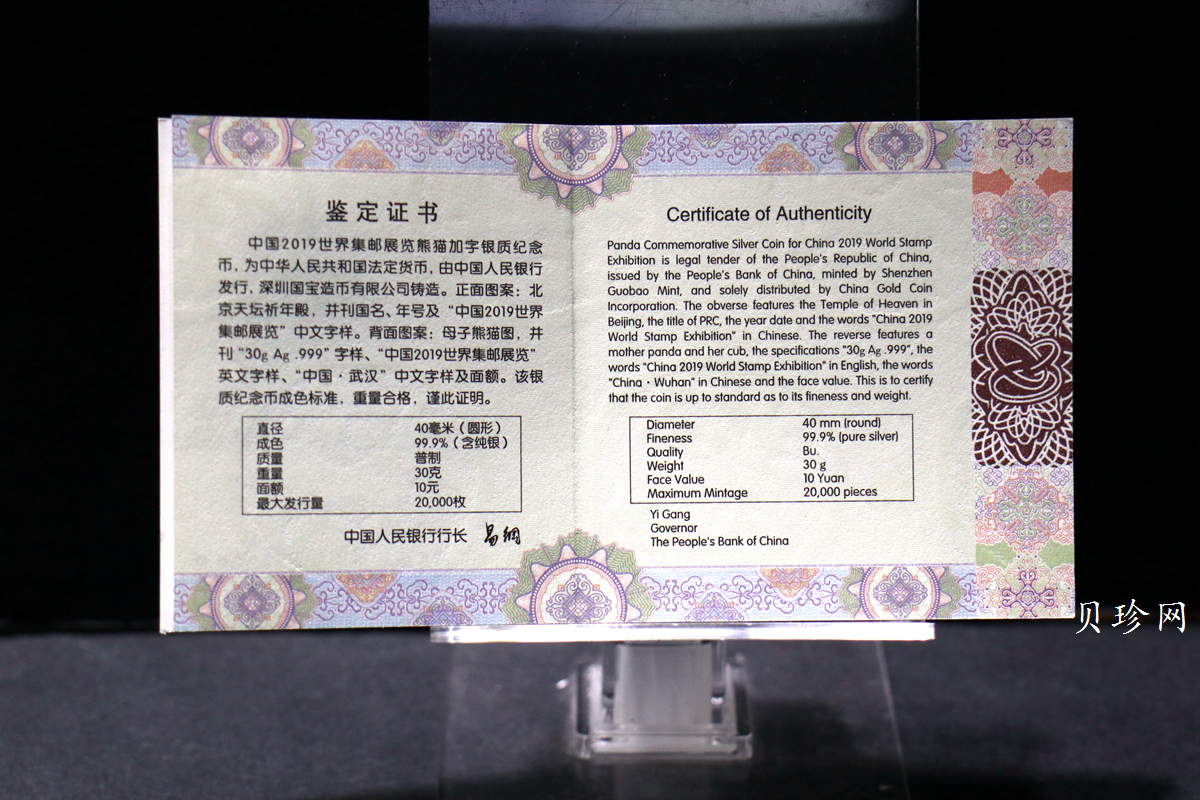 鉴定证书
中国2019世界集邮展览熊猫加字银质纪念
币，为中华人民共和国法定货币，由中国人民银行
发行，深圳国宝造币有限公司铸造。正面图案：北
京天坛祈年殿，并刊国名、年号及“中国2019世界
集邮展览”中文字样。背面图案：母子熊猫图，并
刊“30g Ag .999”字样、“中国2019世界集邮展览”
英文字样、“中国·武汉”中文字样及面额。该银
质纪念币成色标准，重量合格，谨此证明。
直径 40毫米（圆形）
成色 99.9%（含纯银）
质量 普制
重量 30克
面额 10元
最大发行量 20,000枚
中国人民银行行长 易纲
Certificate of Authenticity
Panda Commemorative Silver Coin for China 2019 World Stamp
Exhibition is legal tender of the People's Republic of China,
issued by the People's Bank of China, minted by Shenzhen
Guobao Mint, and solely distributed by China Gold Coin
Incorporation. The obverse features the Temple of Heaven in
Beijing, the title of PRC, the year date and the words "China 2019
World Stamp Exhibition" in Chinese. The reverse features a
mother panda and her cub, the specifications "30g Ag .999", the
words "China 2019 World Stamp Exhibition" in English, the words
"China·Wuhan" in Chinese and the face value. This is to certify
that the coin is up to standard as to its fineness and weight.
Diameter 40 mm (round)
Fineness 99.9% (pure silver)
Quality Bu.
Weight 30 g
Face Value 10 Yuan
Maximum Mintage 20,000 pieces
Yi Gang
Governor
The People's Bank of China
贝珍网